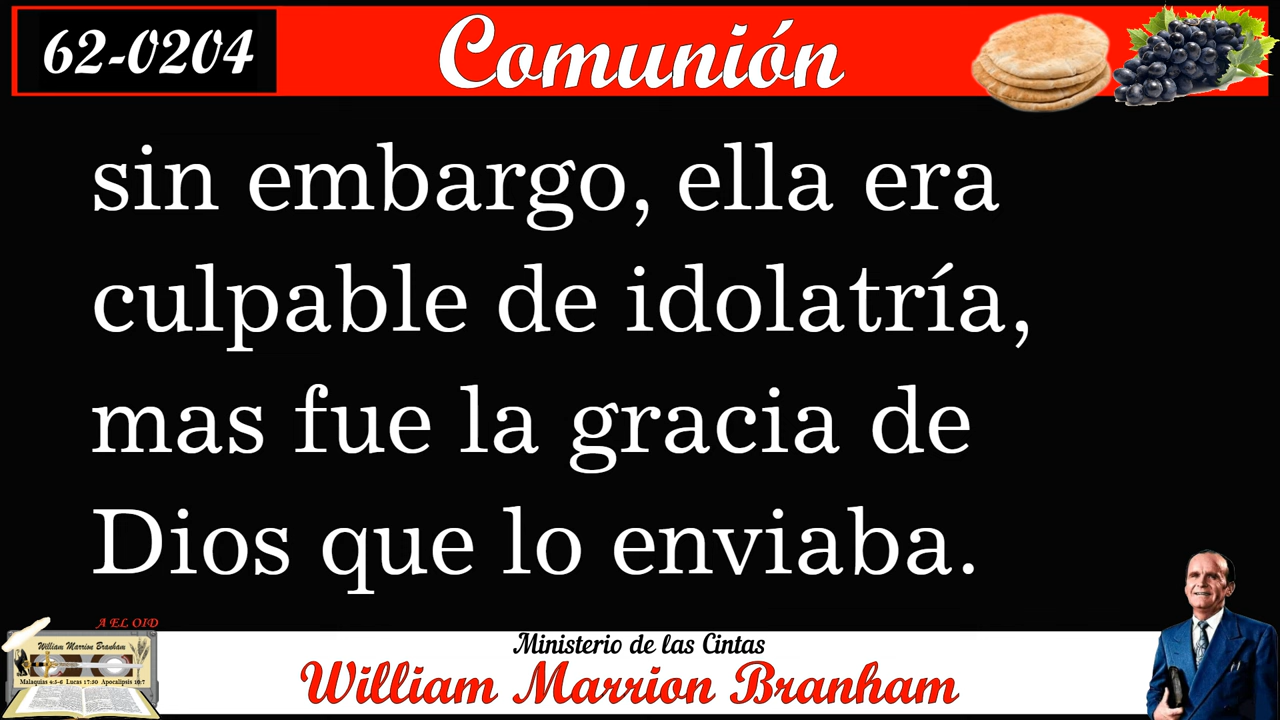 62-0204
Comunión
sin embargo, ella era
culpable de idolatría,
mas fue la gracia de
Dios que lo enviaba.
A EL OID
William Marrion Branham
Malaquías 4:5-6 Lucas 17:30 Apocalipsis 10:7
Ministerio de las Cintas
William Marrion Branham